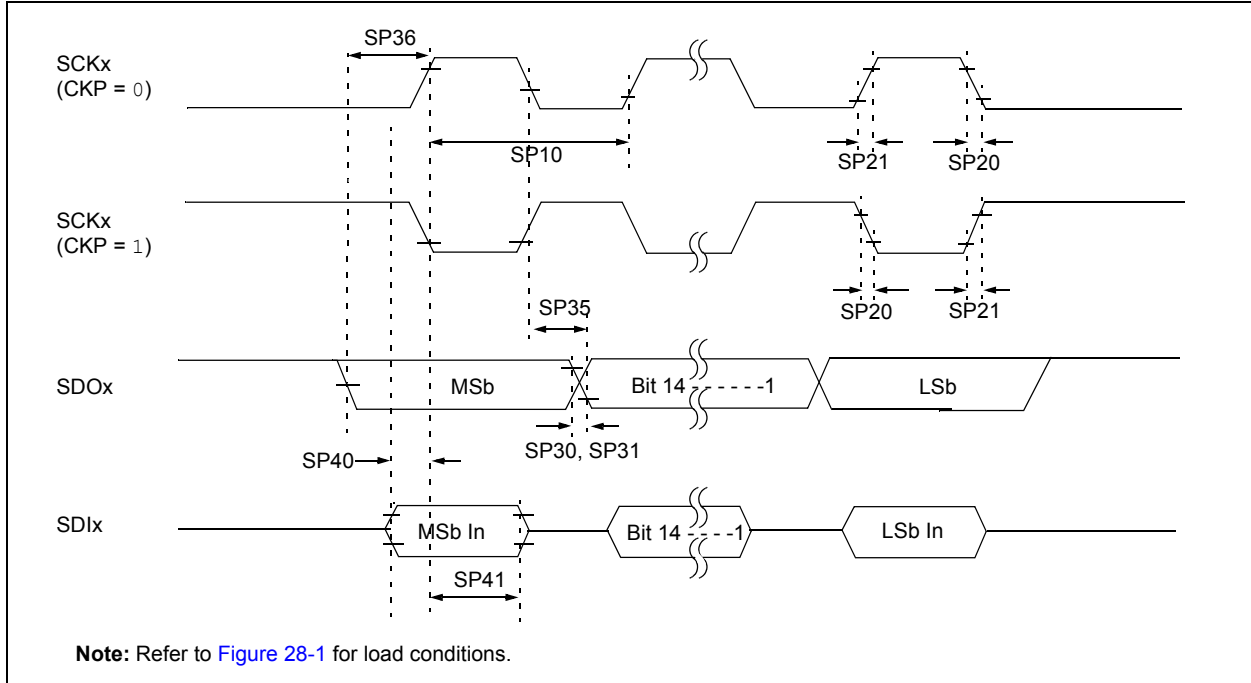 SP36
SCKx
(CKP = 0)
SP10
SP21
SP20
SCKx
(CKP = 1)
SP35
SP20
SP21
SDOx
MSb
Bit 14 - - - - - -1
LSb
SP30, SP31
SP40
SDIx
MSb In
Bit 14 - - - - -1
LSb In
SP41
Note: Refer to Figure 28-1 for load conditions.